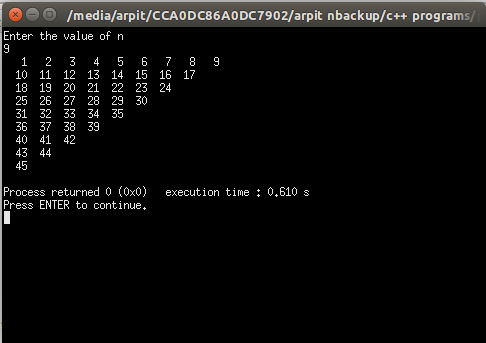 /media/arpit/CCA0DC86A0DC7902/arpit nbackup/c++ programs/
Enter the value of n
9
1 2 3 4 5 6 7 8 9
10 11 12 13 14 15 16 17
18 19 20 21 22 23 24
25 26 27 28 29 30
31 32 33 34 35
36 37 38 39
40 41 42
43 44
45
Process returned 0 (0x0) execution time : 0.610 s
Press ENTER to continue.